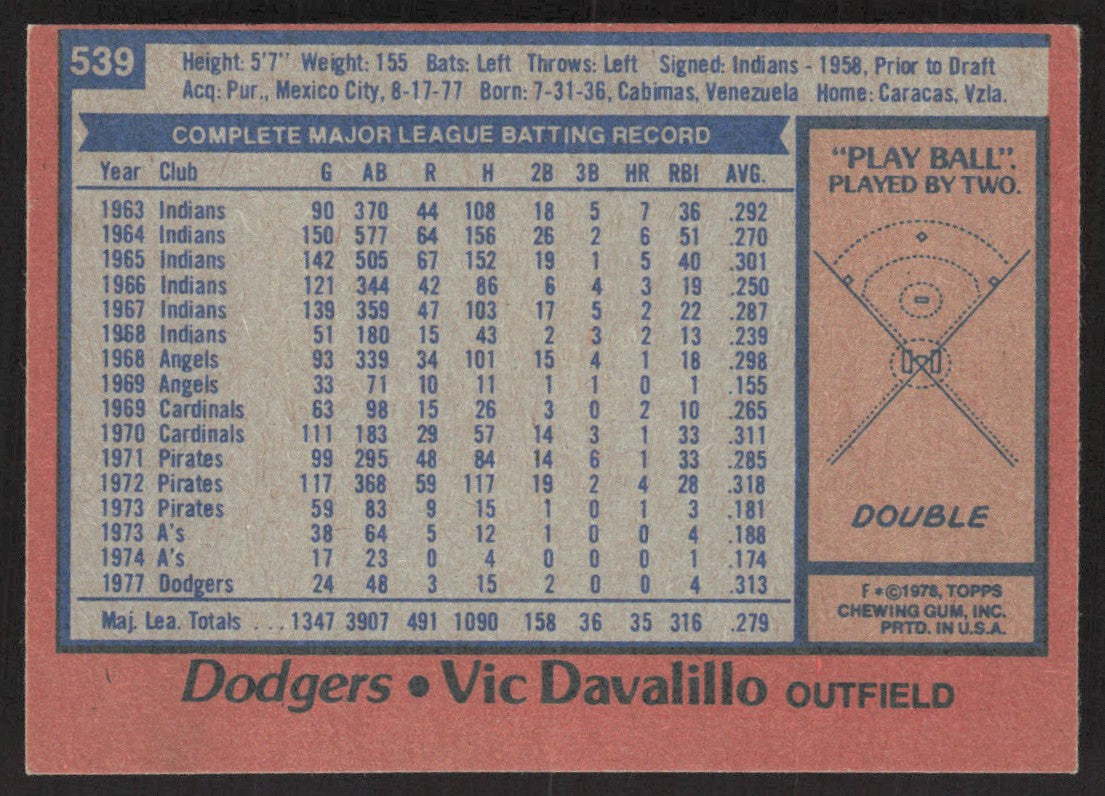 539
Height: 5'7" Weight: 155 Bats: Left Throws: Left Signed: Indians - 1958, Prior to Draft
Acq: Pur., Mexico City, 8-17-77 Born: 7-31-36, Cabimas, Venezuela Home: Caracas, Vzla.
COMPLETE MAJOR LEAGUE BATTING RECORD
Year Club G AB R H 2B 3B HR RBI AVG.
1963 Indians 90 370 44 108 18 5 7 36 .292
1964 Indians 150 577 64 156 26 2 6 51 .270
1965 Indians 142 505 67 152 19 1 5 40 .301
1966 Indians 121 344 42 86 6 4 3 19 .250
1967 Indians 139 359 47 103 17 5 2 22 .287
1968 Indians 51 180 15 43 2 3 2 13 .239
1968 Angels 93 339 34 101 15 4 1 18 .298
1969 Angels 33 71 10 11 1 1 0 1 .155
1969 Cardinals 63 98 15 26 3 0 2 10 .265
1970 Cardinals 111 183 29 57 14 3 1 33 .311
1971 Pirates 99 295 48 84 14 6 1 33 .285
1972 Pirates 117 368 59 117 19 2 4 28 .318
1973 Pirates 59 83 9 15 1 0 1 3 .181
1973 A's 38 64 5 12 1 0 0 4 .188
1974 A's 17 23 0 4 0 0 0 1 .174
1977 Dodgers 24 48 3 15 2 0 0 4 .313
Maj. Lea. Totals ... 1347 3907 491 1090 158 36 35 316 .279
"PLAY BALL".
PLAYED BY TWO.
DOUBLE
F*©1978, TOPPS
CHEWING GUM, INC.
PRTD. IN U.S.A.
Dodgers • Vic Davalillo OUTFIELD